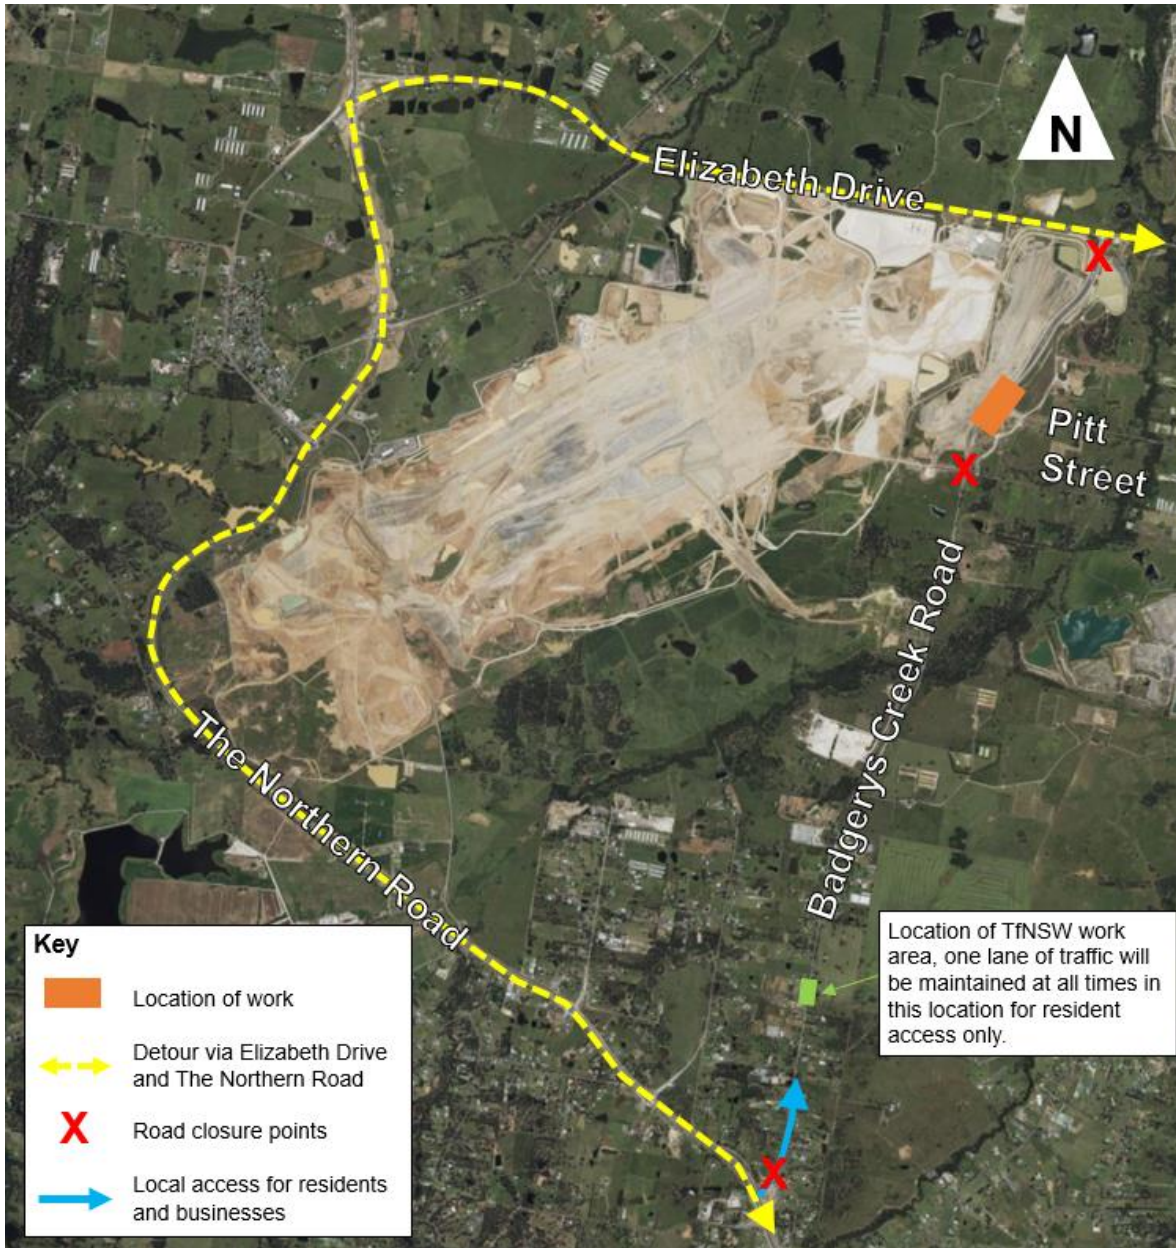 N
Elizabeth Drive
Pitt
Street
Badgerys Creek Road
The Northern Road
Location of TfNSW work
area, one lane of traffic will
be maintained at all times in
this location for resident
access only.
Key
Location of work
Detour via Elizabeth Drive
and The Northern Road
X Road closure points
Local access for residents
and businesses
X
X
X